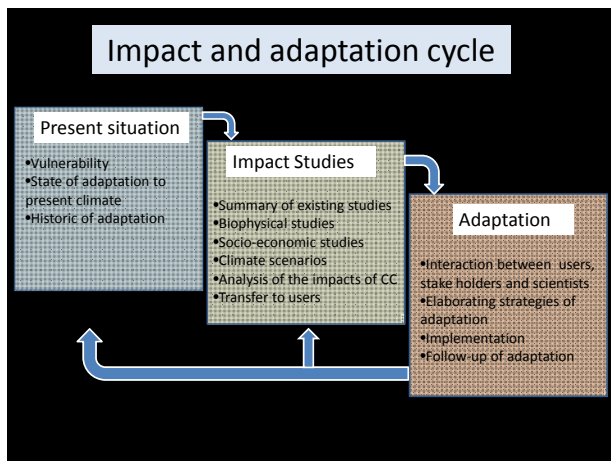 Impact and adaptation cycle
Present situation
•Vulnerability
•State of adaptation to
present climate
•Historic of adaptation
Impact Studies
•Summary of existing studies
•Biophysical studies
•Socio-economic studies
•Climate scenarios
•Analysis of the impacts of CC
•Transfer to users
Adaptation
•Interaction between users,
stake holders and scientists
•Elaborating strategies of
adaptation
•Implementation
•Follow-up of adaptation